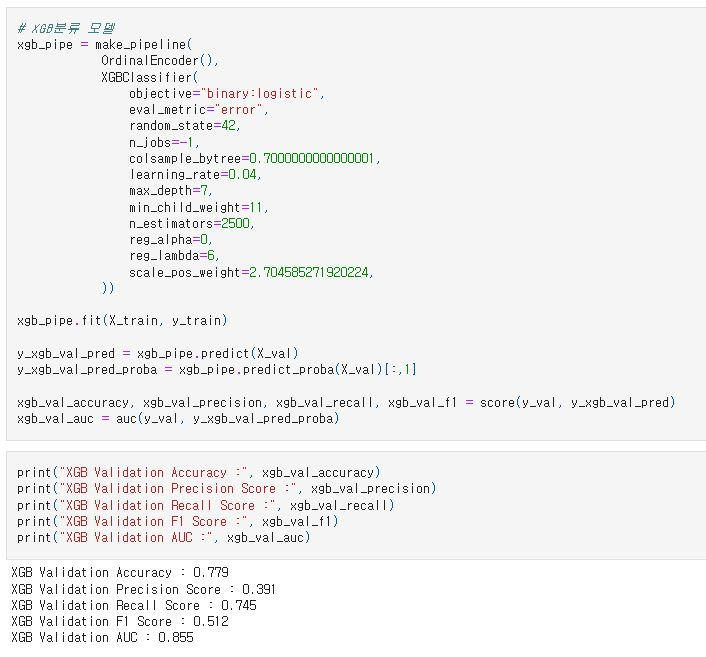 # XGB분류 모델
xgb_pipe = make_pipeline(
            OrdinalEncoder(),
            XGBClassifier(
                objective="binary:logistic",
                eval_metric="error",
                random_state=42,
                n_jobs=-1,
                colsample_bytree=0.7000000000000001,
                learning_rate=0.04,
                max_depth=7,
                min_child_weight=11,
                n_estimators=2500,
                reg_alpha=0,
                reg_lambda=6,
                scale_pos_weight=2.704585271920224,
            ))
xgb_pipe.fit(X_train, y_train)
y_xgb_val_pred = xgb_pipe.predict(X_val)
y_xgb_val_pred_proba = xgb_pipe.predict_proba(X_val)[:,1]
xgb_val_accuracy, xgb_val_precision, xgb_val_recall, xgb_val_f1 = score(y_val, y_xgb_val_pred)
xgb_val_auc = auc(y_val, y_xgb_val_pred_proba)
print("XGB Validation Accuracy :", xgb_val_accuracy)
print("XGB Validation Precision Score :", xgb_val_precision)
print("XGB Validation Recall Score :", xgb_val_recall)
print("XGB Validation F1 Score :", xgb_val_f1)
print("XGB Validation AUC :", xgb_val_auc)
XGB Validation Accuracy : 0.779
XGB Validation Precision Score : 0.391
XGB Validation Recall Score : 0.745
XGB Validation F1 Score : 0.512
XGB Validation AUC : 0.855